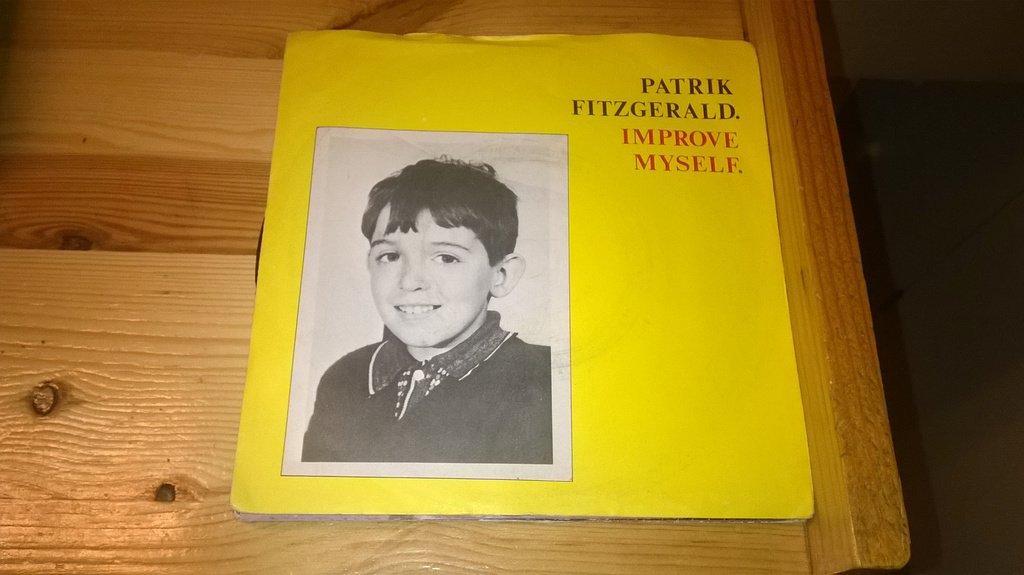 PATRIK
FITZGERALD.
IMPROVE
MYSELF.